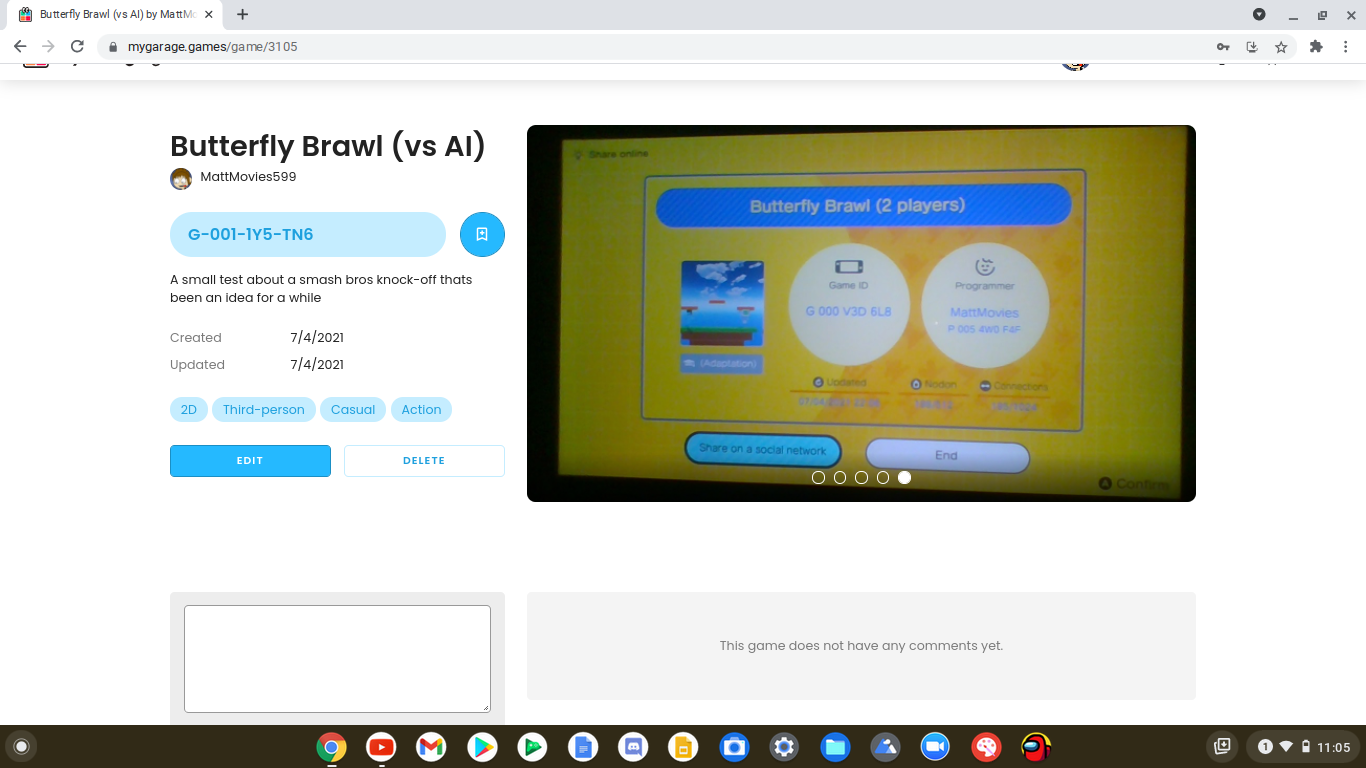 Butterfly Brawl (vs AI) by MattMo
mygarage.games/game/3105
Butterfly Brawl (vs AI)
MattMovies599
G-001-1Y5-TN6
A small test about a smash bros knock-off thats
been an idea for a while
Created 7/4/2021
Updated 7/4/2021
2D Third-person Casual Action
EDIT DELETE
Share online
Butterfly Brawl (2 players)
Game ID
G 000 V3D 6L8
Programmer
MattMovies
P 005 4W0 F4F
(Adaptation)
Updated Nodon Connections
Share on a social network
End
A Confirm
This game does not have any comments yet.
1 11:05